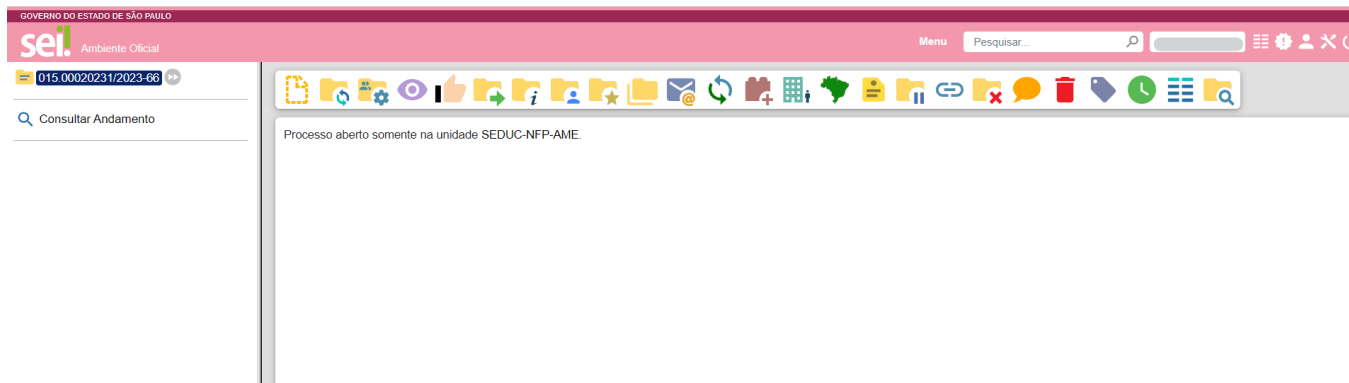 GOVERNO DO ESTADO DE SÃO PAULO
sei! Ambiente Oficial
Menu
Pesquisar...
015.00020231/2023-66
Consultar Andamento
Processo aberto somente na unidade SEDUC-NFP-AME.